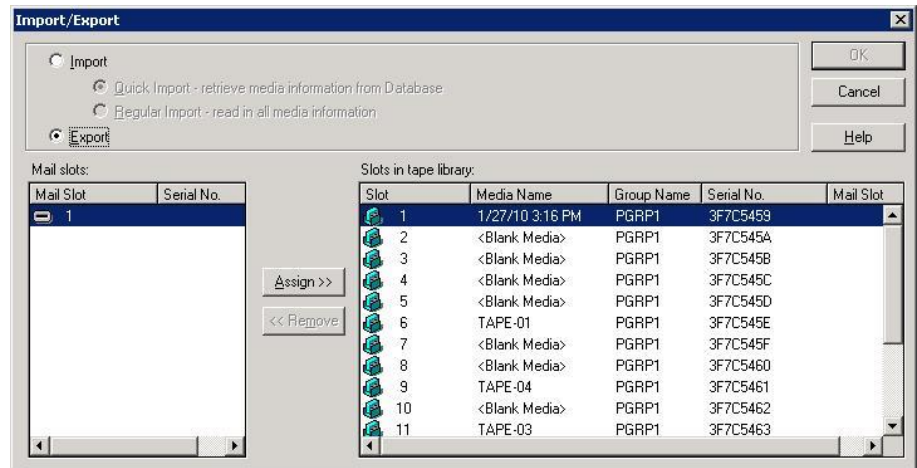 Import/Export
Import
Quick Import - retrieve media information from Database
Regular Import - read in all media information
Export
OK
Cancel
Help
Mail slots:
Mail Slot Serial No.
1
Assign >>
<< Remove
Slots in tape library:
Slot Media Name Group Name Serial No. Mail Slot
1 1/27/10 3:16 PM PGRP1 3F7C5459
2 <Blank Media> PGRP1 3F7C545A
3 <Blank Media> PGRP1 3F7C545B
4 <Blank Media> PGRP1 3F7C545C
5 <Blank Media> PGRP1 3F7C545D
6 TAPE-01 PGRP1 3F7C545E
7 <Blank Media> PGRP1 3F7C545F
8 <Blank Media> PGRP1 3F7C5460
9 TAPE-04 PGRP1 3F7C5461
10 <Blank Media> PGRP1 3F7C5462
11 TAPE-03 PGRP1 3F7C5463